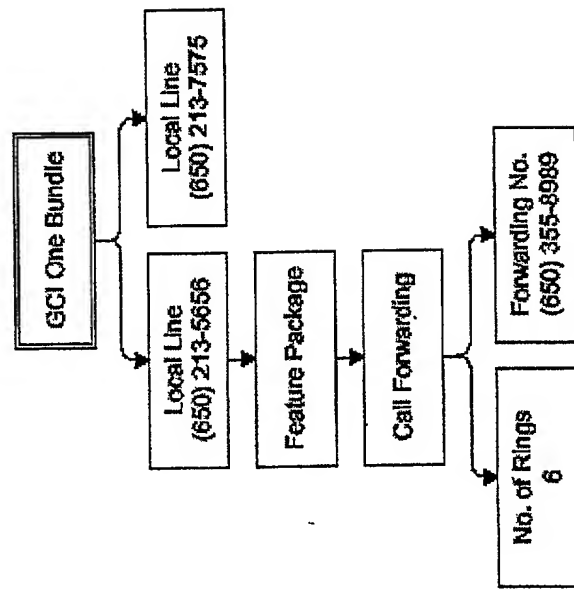 GCI One Bundle
Local Line
(650) 213-5656
Local Line
(650) 213-7575
Feature Package
Call Forwarding
No. of Rings
6
Forwarding No.
(650) 355-8989